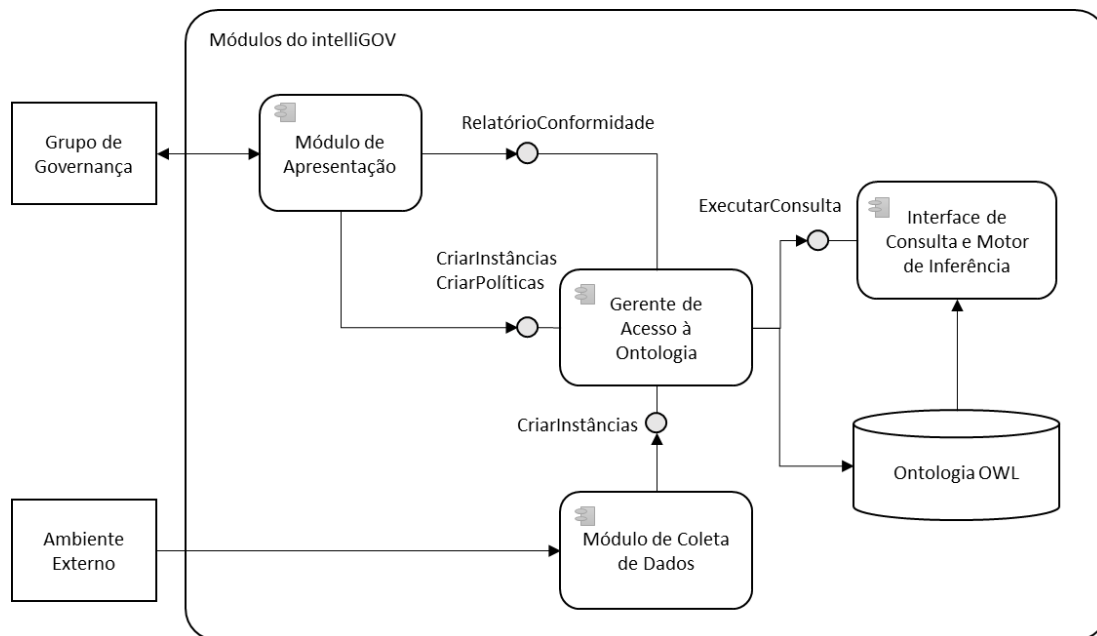 Módulos do intelliGOV
Grupo de
Governança
Módulo de
Apresentação
RelatórioConformidade
ExecutarConsulta
Interface de
Consulta e Motor
de Inferência
CriarInstâncias
CriarPolíticas
Gerente de
Acesso à
Ontologia
CriarInstâncias
Ontologia OWL
Ambiente
Externo
Módulo de Coleta
de Dados